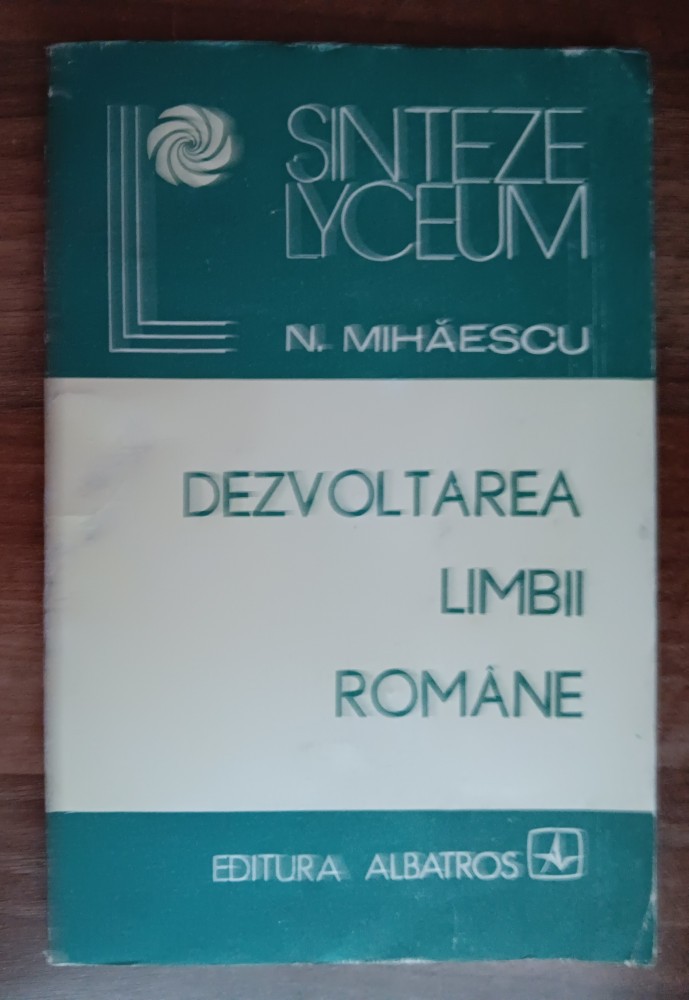 SINTEZE
LYCEUM
N. MIHĂESCU
DEZVOLTAREA
LIMBII
ROMÂNE
EDITURA ALBATROS